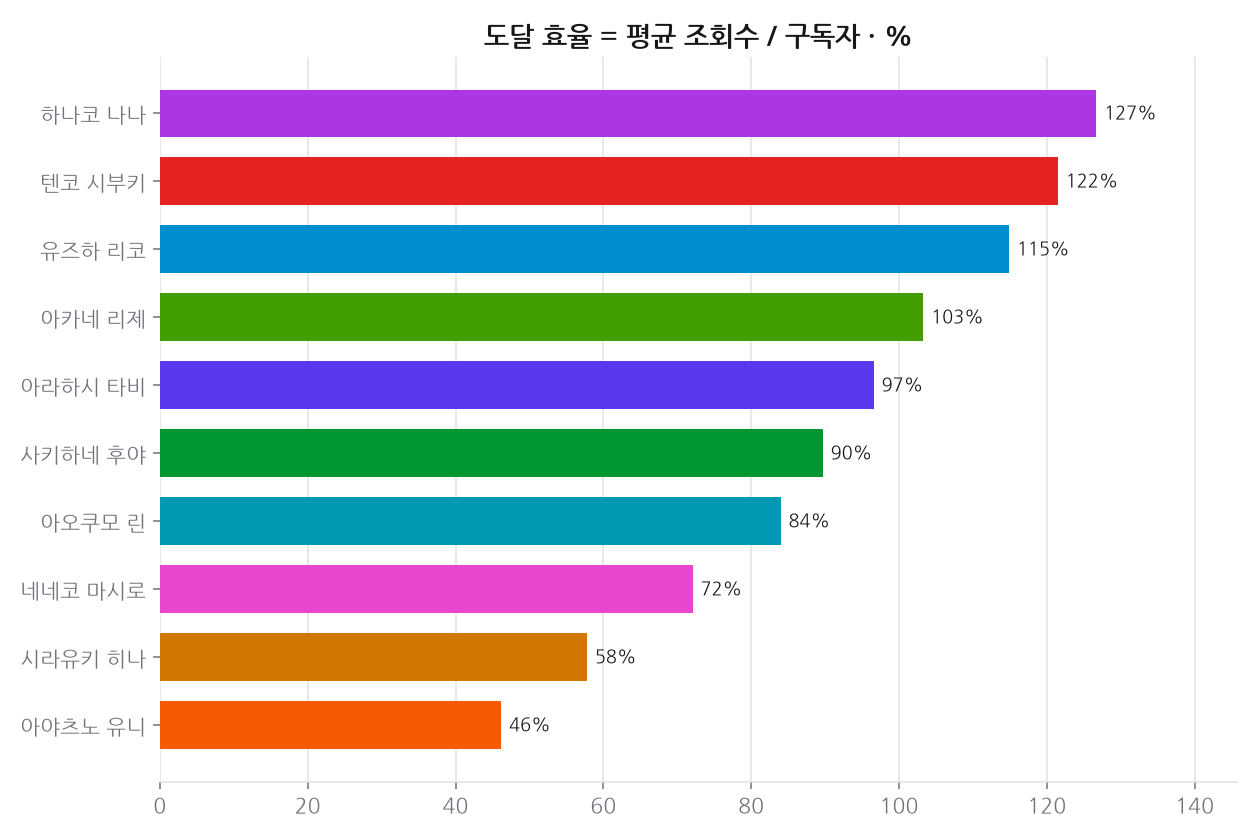 도달 효율 = 평균 조회수 / 구독자 · %
하나코 나나 127%
텐코 시부키 122%
유즈하 리코 115%
아카네 리제 103%
아라하시 타비 97%
사키하네 후야 90%
아오쿠모 린 84%
네네코 마시로 72%
시라유키 히나 58%
아야츠노 유니 46%
0 20 40 60 80 100 120 140